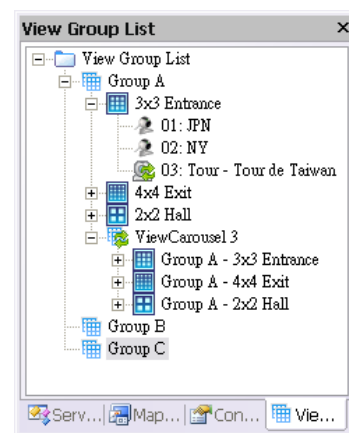 View Group List
View Group List
Group A
3x3 Entrance
01: JPN
02: NY
03: Tour - Tour de Taiwan
4x4 Exit
2x2 Hall
ViewCarousel 3
Group A - 3x3 Entrance
Group A - 4x4 Exit
Group A - 2x2 Hall
Group B
Group C
Serv... Map... Con... Vie...